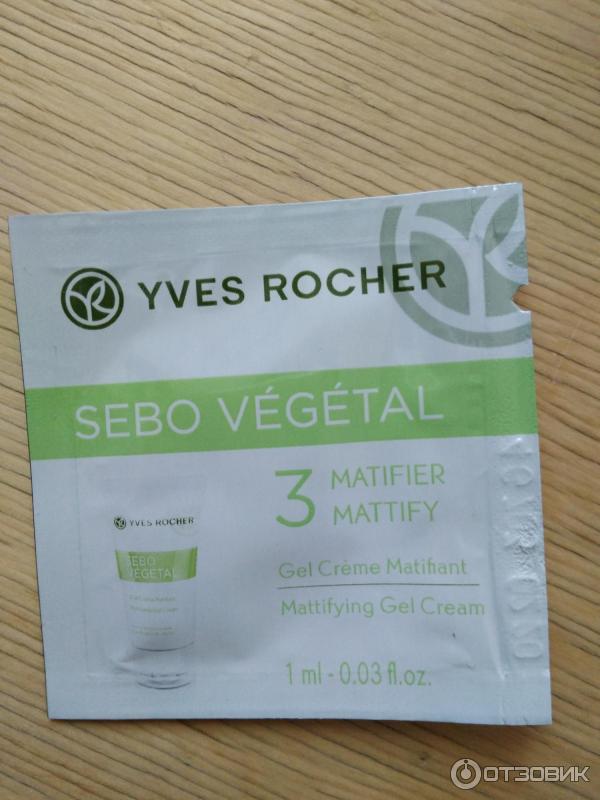 YVES ROCHER
SEBO VÉGÉTAL
3 MATIFIER
MATTIFY
Gel Crème Matifiant
Mattifying Gel Cream
1 ml - 0.03 fl.oz.
YVES ROCHER
SEBO
VÉGÉTAL
ОТЗОВИК